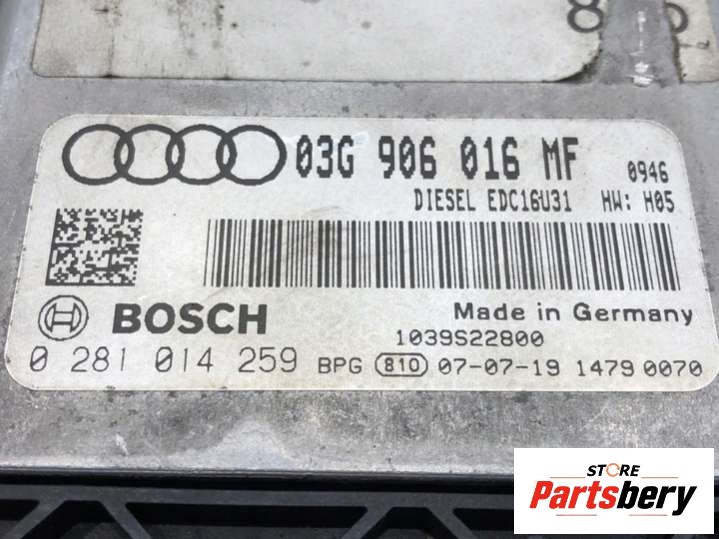 03G 906 016 MF 0946
DIESEL EDC16U31 HW: H05
BOSCH Made in Germany
1039S22800
0 281 014 259 BPG 810 07-07-19 1479 0070
STORE
Partsbery